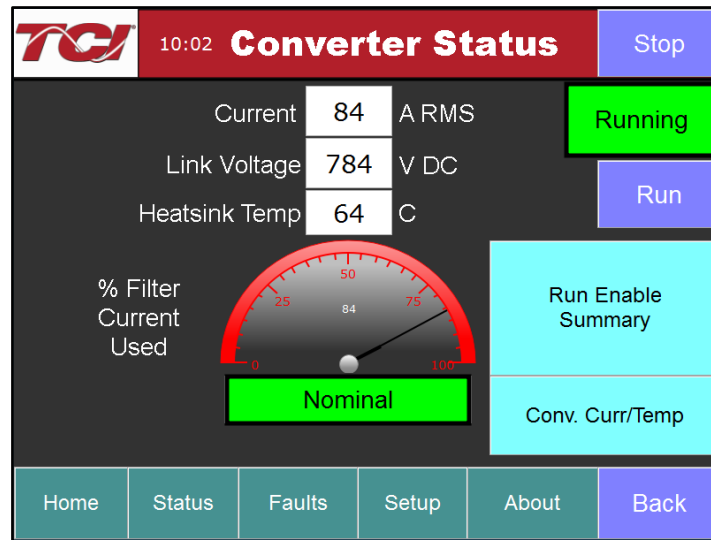 TCI 10:02 Converter Status Stop
Current 84 A RMS Running
Link Voltage 784 V DC
Run
Heatsink Temp 64 C
% Filter
Current
Used
0 25 50 75 100
84
Nominal
Run Enable
Summary
Conv. Curr/Temp
Home Status Faults Setup About Back